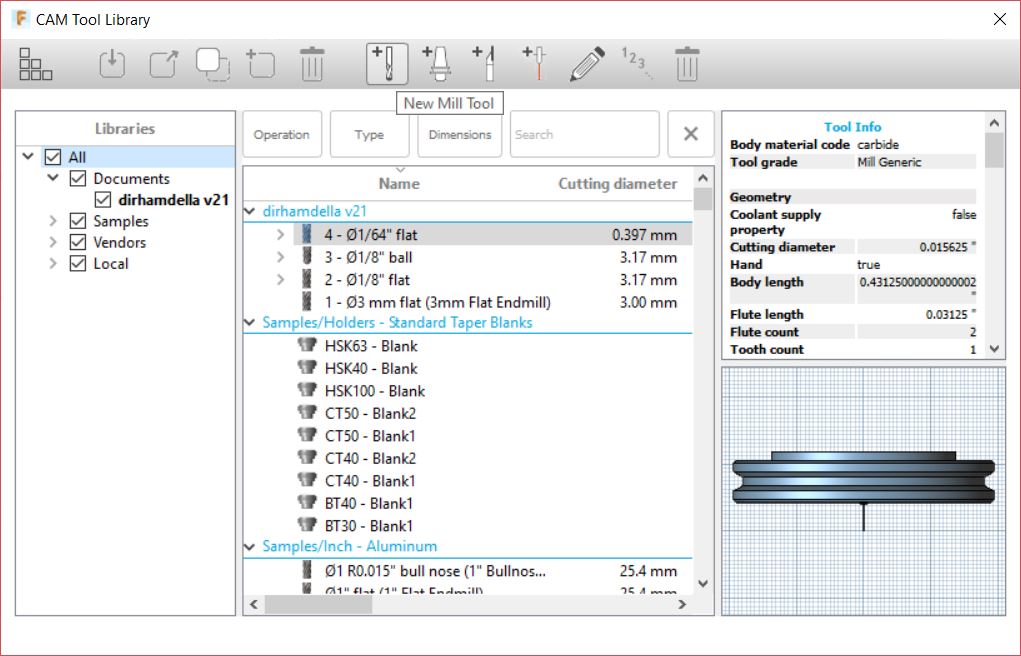 CAM Tool Library
1 2 3
New Mill Tool
Libraries
All
Documents
dirhamdella v21
Samples
Vendors
Local
Operation
Type
Dimensions
Search
Name Cutting diameter
dirhamdella v21
4 - Ø1/64" flat 0.397 mm
3 - Ø1/8" ball 3.17 mm
2 - Ø1/8" flat 3.17 mm
1 - Ø3 mm flat (3mm Flat Endmill) 3.00 mm
Samples/Holders - Standard Taper Blanks
HSK63 - Blank
HSK40 - Blank
HSK100 - Blank
CT50 - Blank2
CT50 - Blank1
CT40 - Blank2
CT40 - Blank1
BT40 - Blank1
BT30 - Blank1
Samples/Inch - Aluminum
Ø1 R0.015" bull nose (1" Bullnos... 25.4 mm
Ø1" flat (1" Flat Endmill) 25.4 mm
Tool Info
Body material code carbide
Tool grade Mill Generic
Geometry
Coolant supply false
property
Cutting diameter 0.015625 "
Hand true
Body length 0.43125000000000002
"
Flute length 0.03125 "
Flute count 2
Tooth count 1